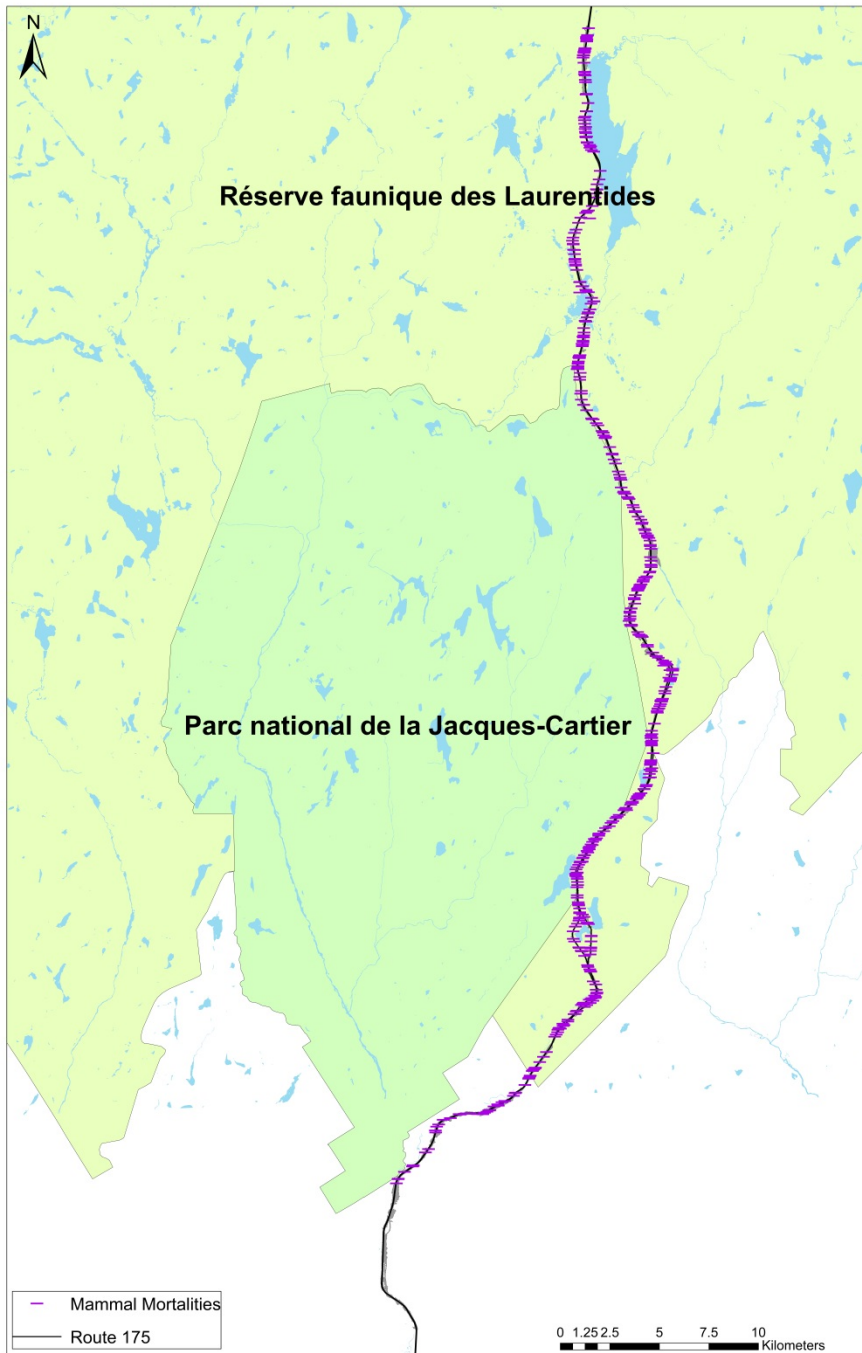 N
Réserve faunique des Laurentides
Parc national de la Jacques-Cartier
Mammal Mortalities
Route 175
0 1.25 2.5 5 7.5 10
Kilometers